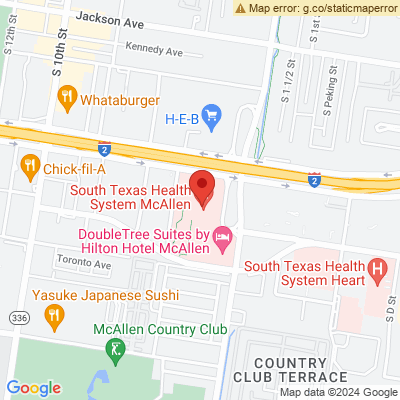 Map error: g.co/staticmaperror
Jackson Ave
S 12th St
S 10th St
Kennedy Ave
S 1st S
S 1 1/2 St
S Peking St
Whataburger
H-E-B
2
Chick-fil-A
2
South Texas Health
System McAllen
DoubleTree Suites by
Hilton Hotel McAllen
Toronto Ave
South Texas Health
System Heart
H
Yasuke Japanese Sushi
336
McAllen Country Club
S D St
COUNTRY
CLUB TERRACE
Google
Map data ©2024 Google